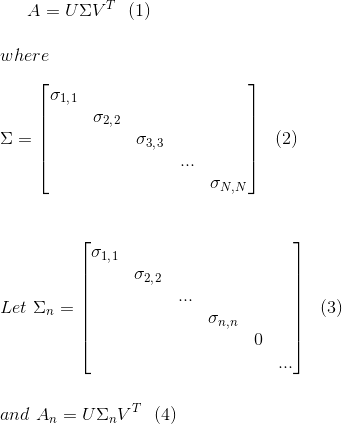 A = UΣV^T (1)
where
Σ = [σ_{1,1} σ_{2,2} σ_{3,3} ... σ_{N,N}] (2)
Let Σ_n = [σ_{1,1} σ_{2,2} ... σ_{n,n} 0 ...] (3)
and A_n = UΣ_nV^T (4)